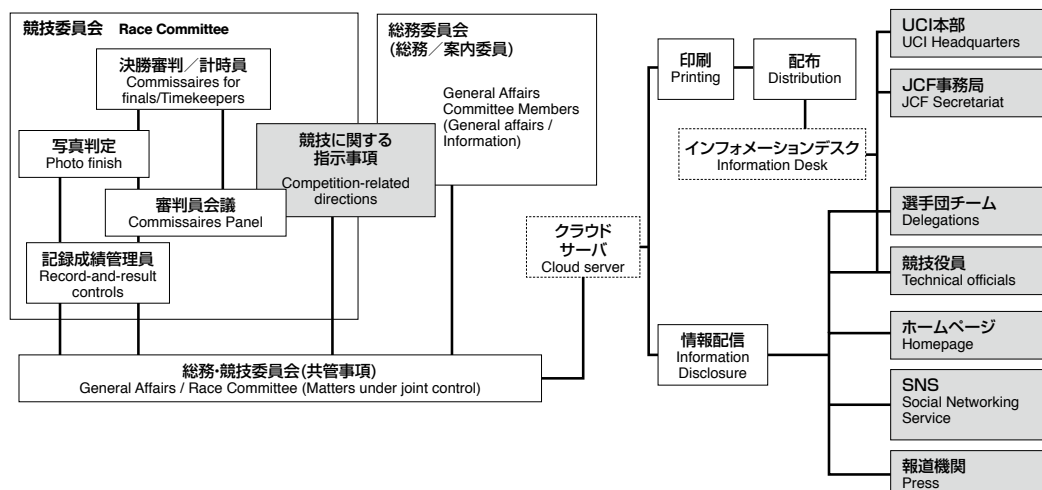 競技委員会 Race Committee
決勝審判／計時員
Commissaires for
finals/Timekeepers
写真判定
Photo finish
審判員会議
Commissaires Panel
記録成績管理員
Record-and-result
controls
競技に関する
指示事項
Competition-related
directions
総務委員会
(総務／案内委員)
General Affairs
Committee Members
(General affairs /
Information)
総務・競技委員会(共管事項)
General Affairs / Race Committee (Matters under joint control)
クラウド
サーバ
Cloud server
印刷
Printing
配布
Distribution
インフォメーションデスク
Information Desk
情報配信
Information
Disclosure
UCI本部
UCI Headquarters
JCF事務局
JCF Secretariat
選手団チーム
Delegations
競技役員
Technical officials
ホームページ
Homepage
SNS
Social Networking
Service
報道機関
Press